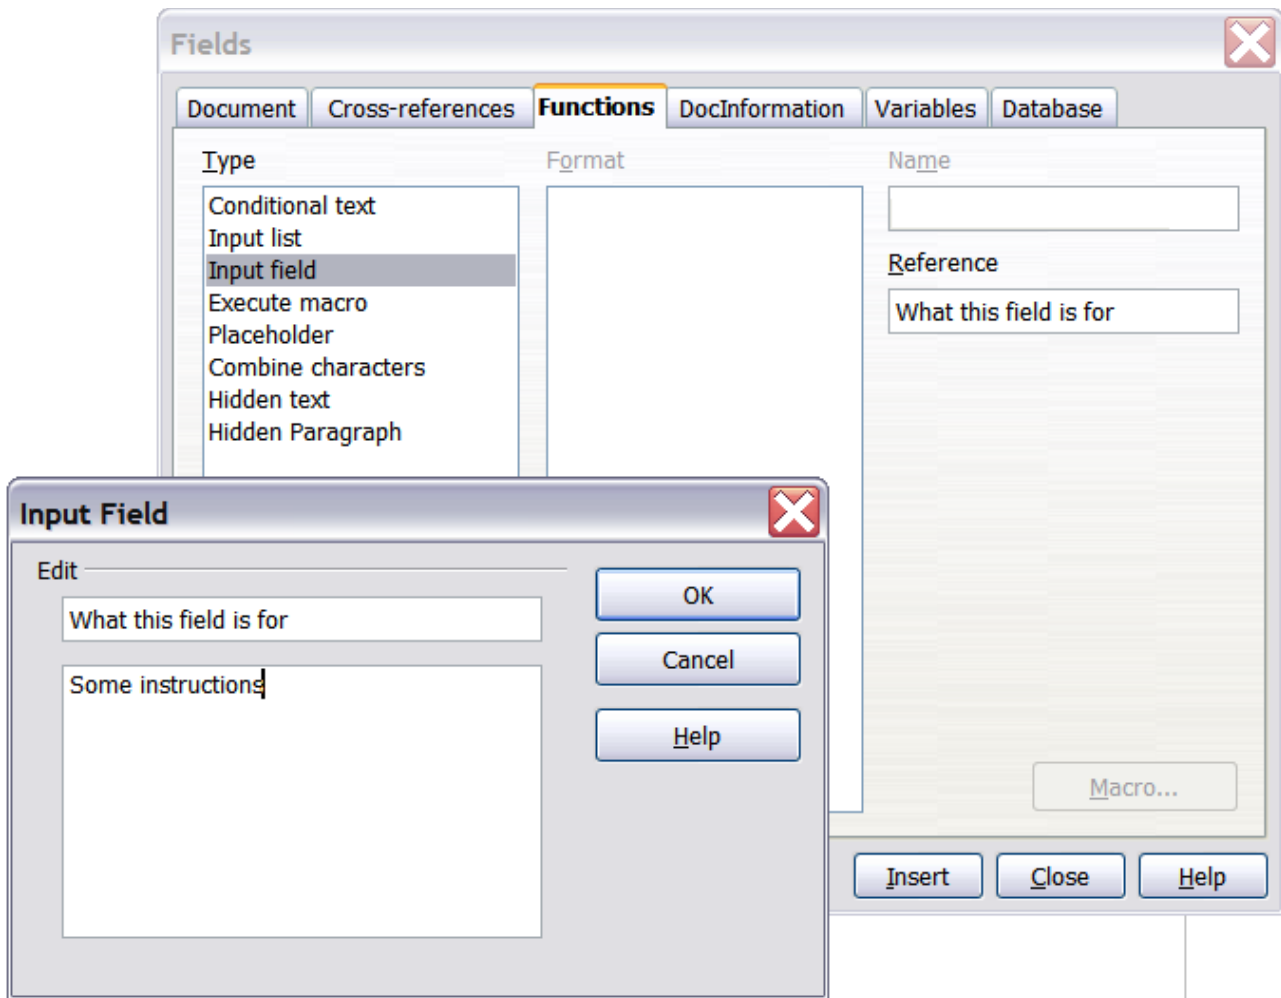 Fields
Document Cross-references Functions DocInformation Variables Database
Type Format Name
Conditional text
Input list
Input field
Execute macro
Placeholder
Combine characters
Hidden text
Hidden Paragraph
Reference
What this field is for
Macro...
Insert Close Help
Input Field
Edit
What this field is for
Some instructions
OK
Cancel
Help